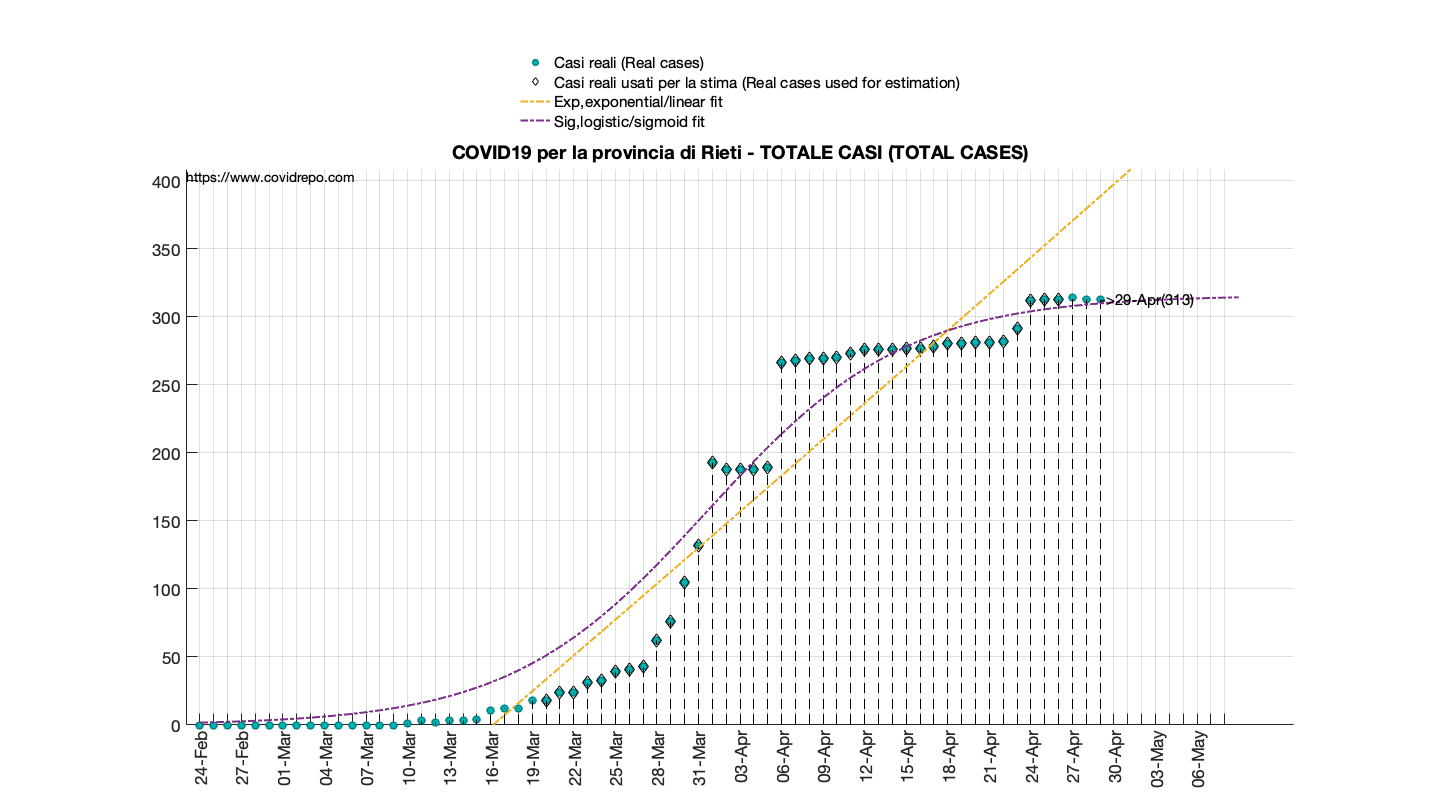 Casi reali (Real cases)
Casi reali usati per la stima (Real cases used for estimation)
Exp,exponential/linear fit
Sig,logistic/sigmoid fit
COVID19 per la provincia di Rieti - TOTALE CASI (TOTAL CASES)
https://www.covidrepo.com
400
350
300
250
200
150
100
50
0
>29-Apr(313)
24-Feb
27-Feb
01-Mar
04-Mar
07-Mar
10-Mar
13-Mar
16-Mar
19-Mar
22-Mar
25-Mar
28-Mar
31-Mar
03-Apr
06-Apr
09-Apr
12-Apr
15-Apr
18-Apr
21-Apr
24-Apr
27-Apr
30-Apr
03-May
06-May